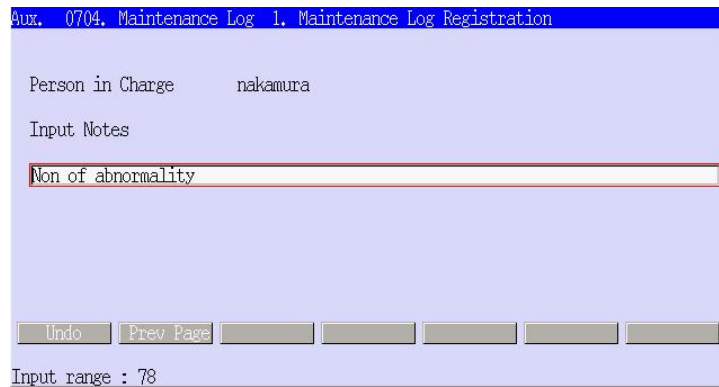 Aux. 0704. Maintenance Log 1. Maintenance Log Registration
Person in Charge nakamura
Input Notes
Non of abnormality
Undo Prev Page
Input range : 78